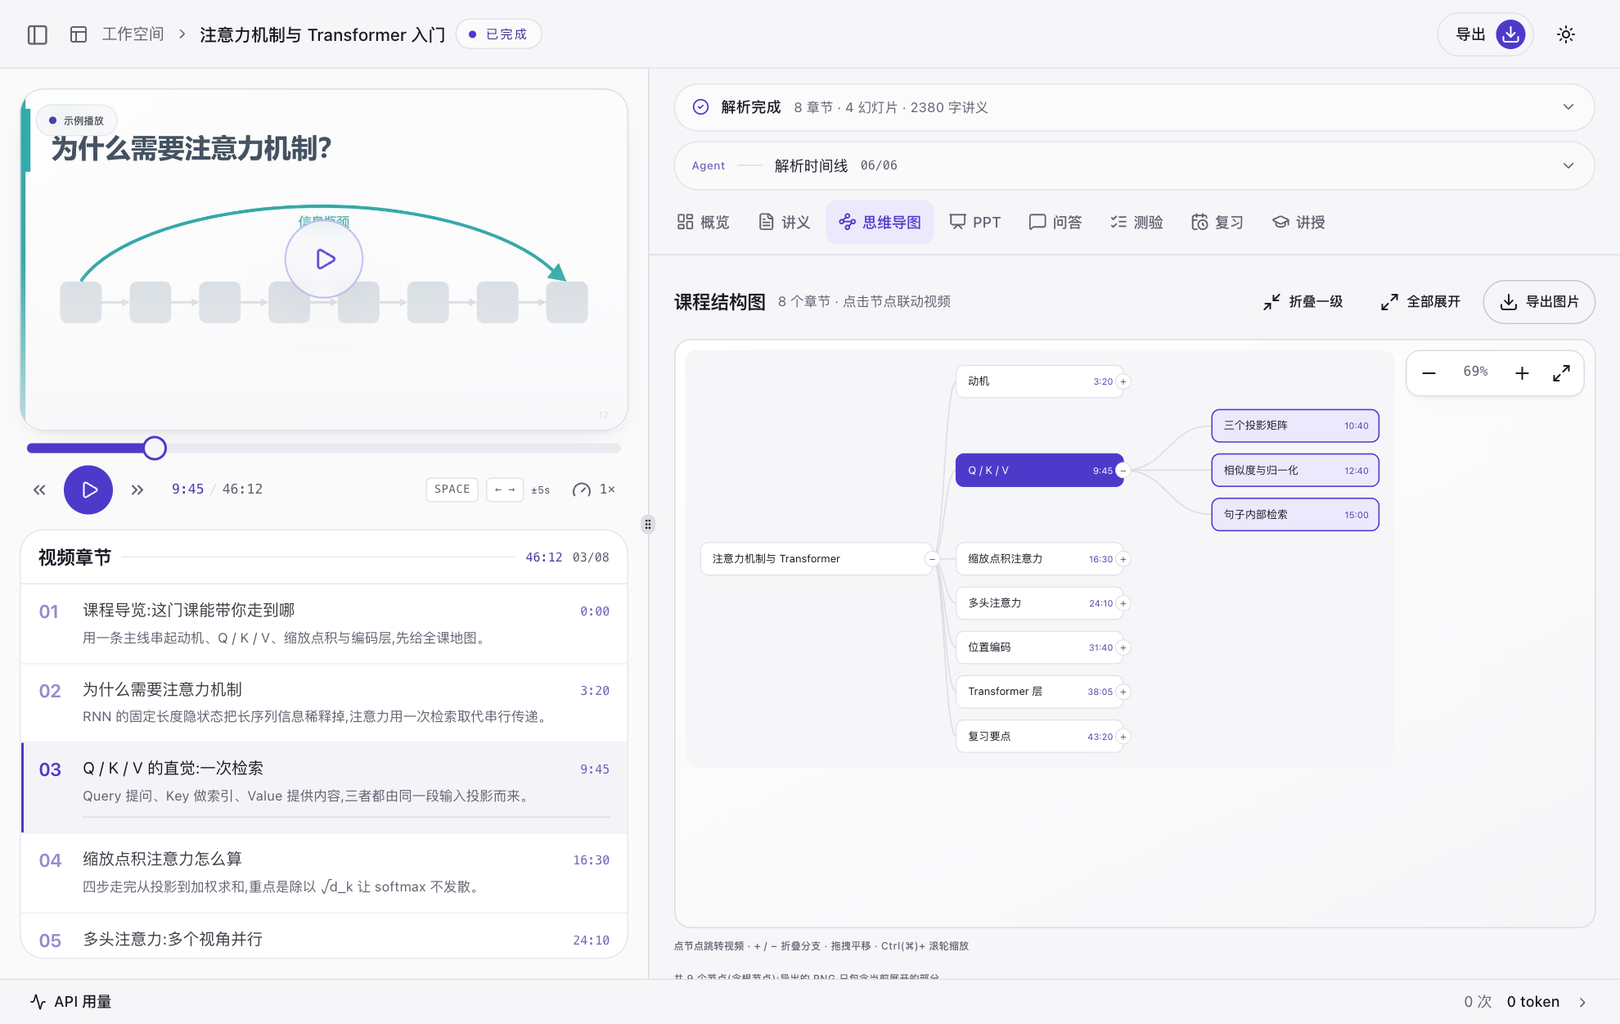 工作空间 > 注意力机制与 Transformer 入门 已完成
导出
示例播放
为什么需要注意力机制?
12
9:45 / 46:12
SPACE ← → ±5s 1×
视频章节 46:12 03/08
01 课程导览:这门课能带你走到哪 0:00
用一条主线串起动机、Q / K / V、缩放点积与编码层,先给全课地图。
02 为什么需要注意力机制 3:20
RNN 的固定长度隐状态把长序列信息稀释掉,注意力用一次检索取代串行传递。
03 Q / K / V 的直觉:一次检索 9:45
Query 提问、Key 做索引、Value 提供内容,三者都由同一段输入投影而来。
04 缩放点积注意力怎么算 16:30
四步走完从投影到加权求和,重点是除以 √d_k 让 softmax 不发散。
05 多头注意力:多个视角并行 24:10
解析完成 8 章节 · 4 幻灯片 · 2380 字讲义
Agent 解析时间线 06/06
概览 讲义 思维导图 PPT 问答 测验 复习 讲授
课程结构图 8 个章节 · 点击节点联动视频
折叠一级 全部展开 导出图片
− 69% +
动机 3:20 +
三个投影矩阵 10:40
Q / K / V 9:45 −
相似度与归一化 12:40
句子内部检索 15:00
注意力机制与 Transformer −
缩放点积注意力 16:30 +
多头注意力 24:10 +
位置编码 31:40 +
Transformer 层 38:05 +
复习要点 43:20 +
点节点跳转视频 · + / − 折叠分支 · 拖拽平移 · Ctrl(⌘)+ 滚轮缩放
API 用量
0 次 0 token >